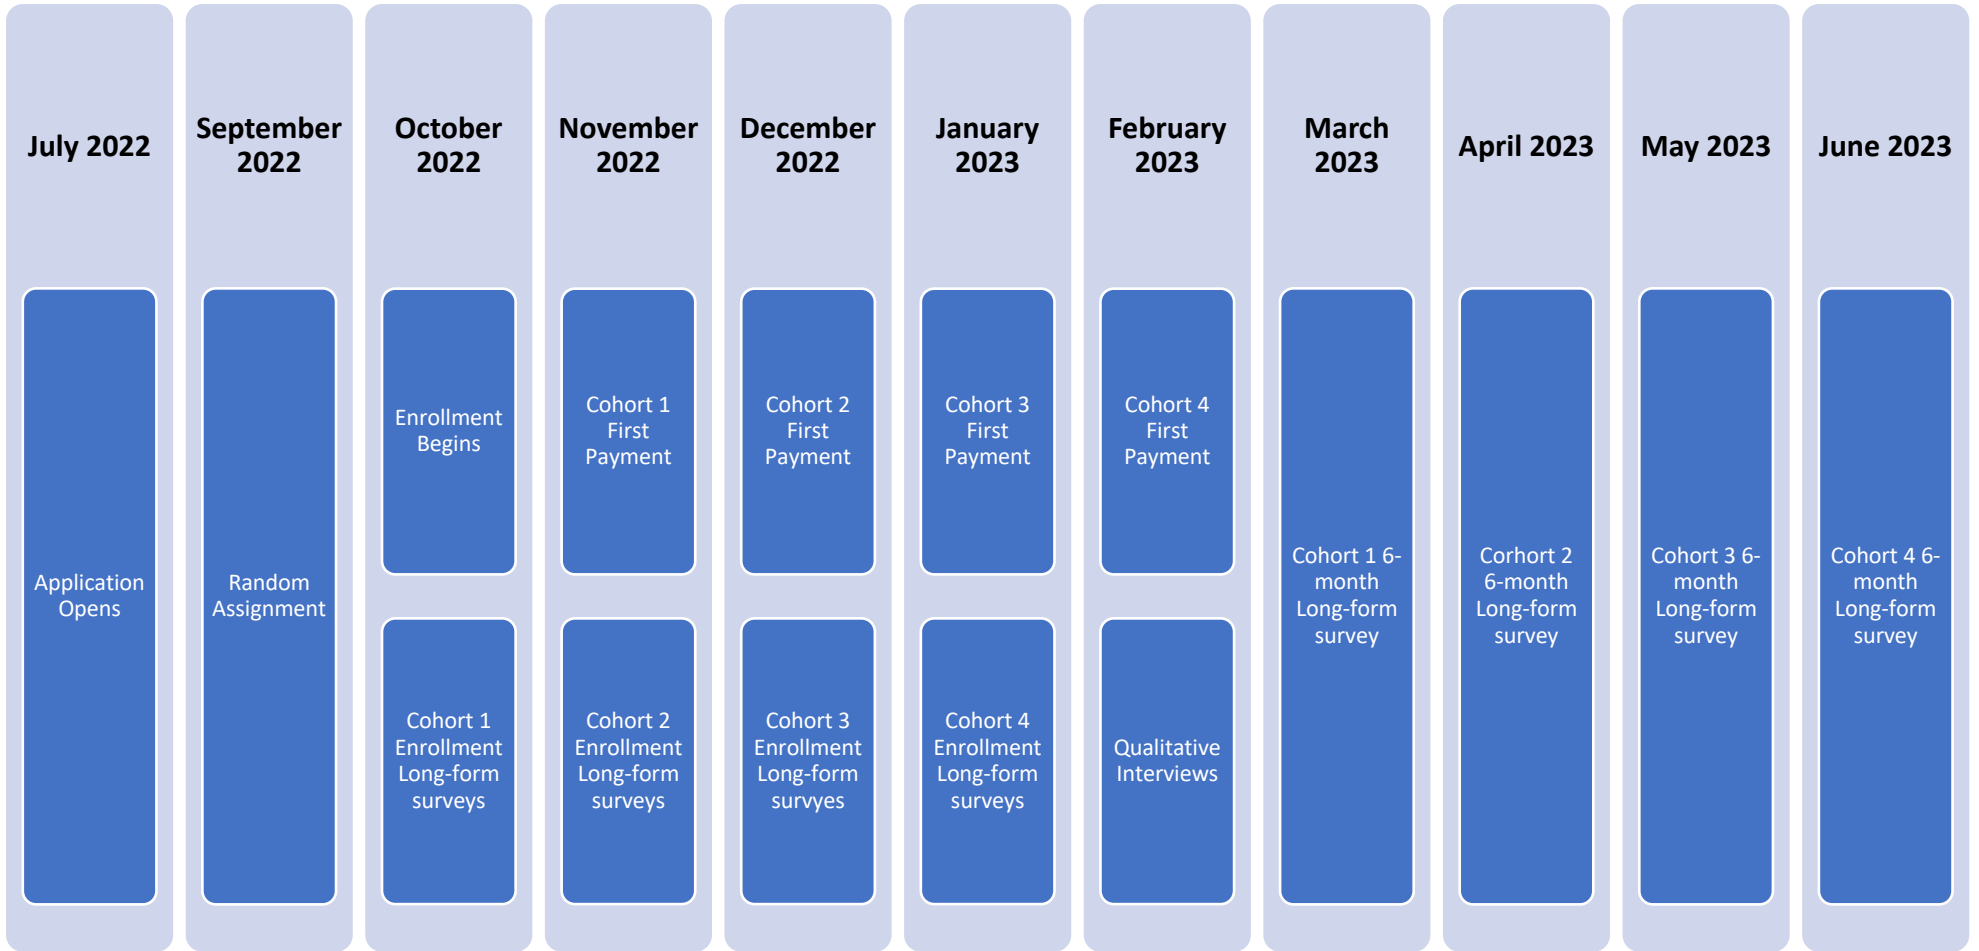 July 2022
Application
Opens
September
2022
Random
Assignment
October
2022
Enrollment
Begins
Cohort 1
Enrollment
Long-form
surveys
November
2022
Cohort 1
First
Payment
Cohort 2
Enrollment
Long-form
surveys
December
2022
Cohort 2
First
Payment
Cohort 3
Enrollment
Long-form
survyes
January
2023
Cohort 3
First
Payment
Cohort 4
Enrollment
Long-form
surveys
February
2023
Cohort 4
First
Payment
Qualitative
Interviews
March
2023
Cohort 1 6-
month
Long-form
survey
April 2023
Corhort 2
6-month
Long-form
survey
May 2023
Cohort 3 6-
month
Long-form
survey
June 2023
Cohort 4 6-
month
Long-form
survey